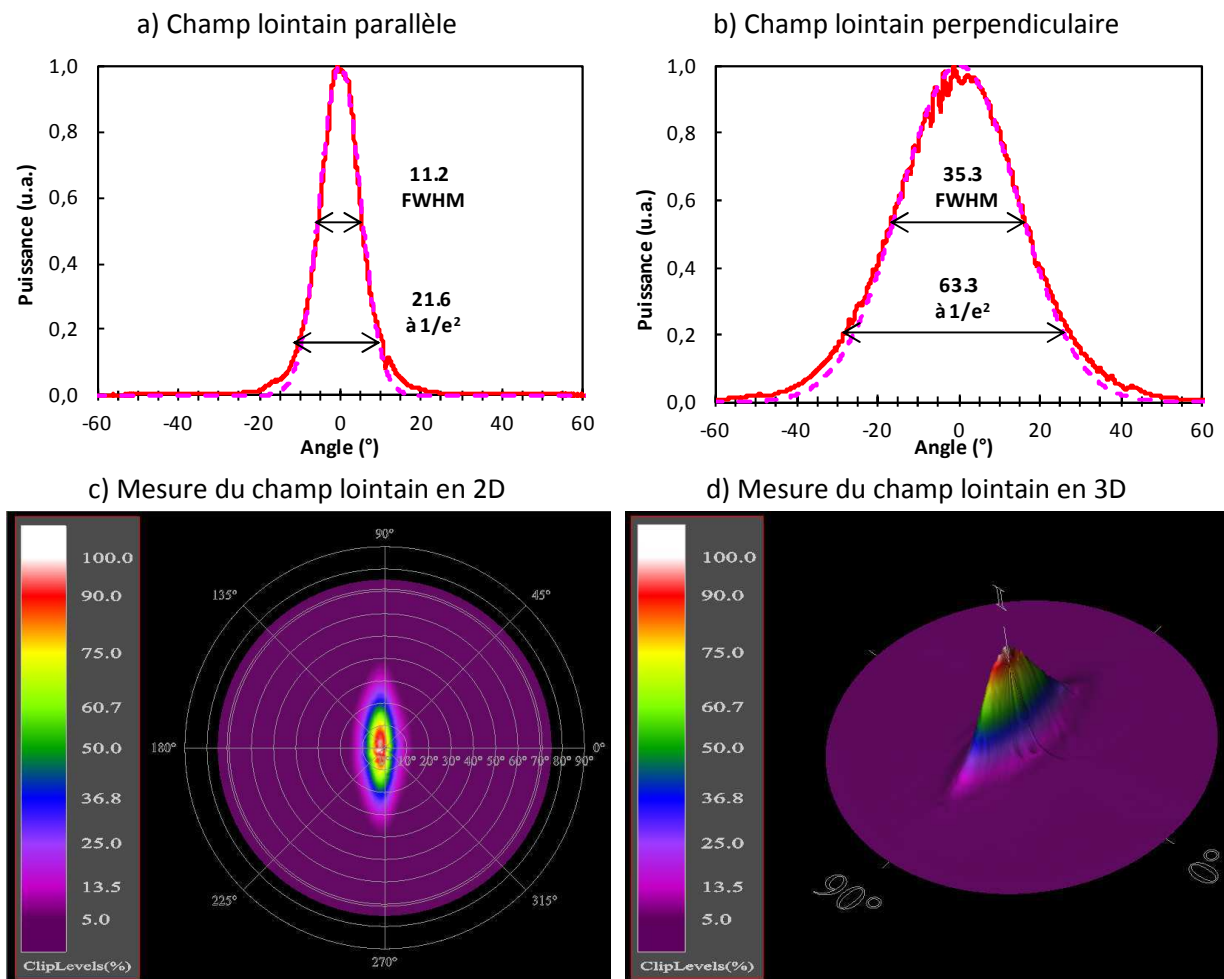 a) Champ lointain parallèle
Puissance (u.a.)
1,0
0,8
0,6
0,4
0,2
0,0
11.2
FWHM
21.6
à 1/e²
-60 -40 -20 0 20 40 60
Angle (°)
b) Champ lointain perpendiculaire
Puissance (u.a.)
1,0
0,8
0,6
0,4
0,2
0,0
35.3
FWHM
63.3
à 1/e²
-60 -40 -20 0 20 40 60
Angle (°)
c) Mesure du champ lointain en 2D
100.0
90.0
75.0
60.7
50.0
36.8
25.0
13.5
5.0
ClipLevels(%)
90°
135° 45°
180° 10° 20° 30° 40° 50° 60° 70° 80° 90° 0°
225° 315°
270°
d) Mesure du champ lointain en 3D
100.0
90.0
75.0
60.7
50.0
36.8
25.0
13.5
5.0
ClipLevels(%)
I
90°
0°